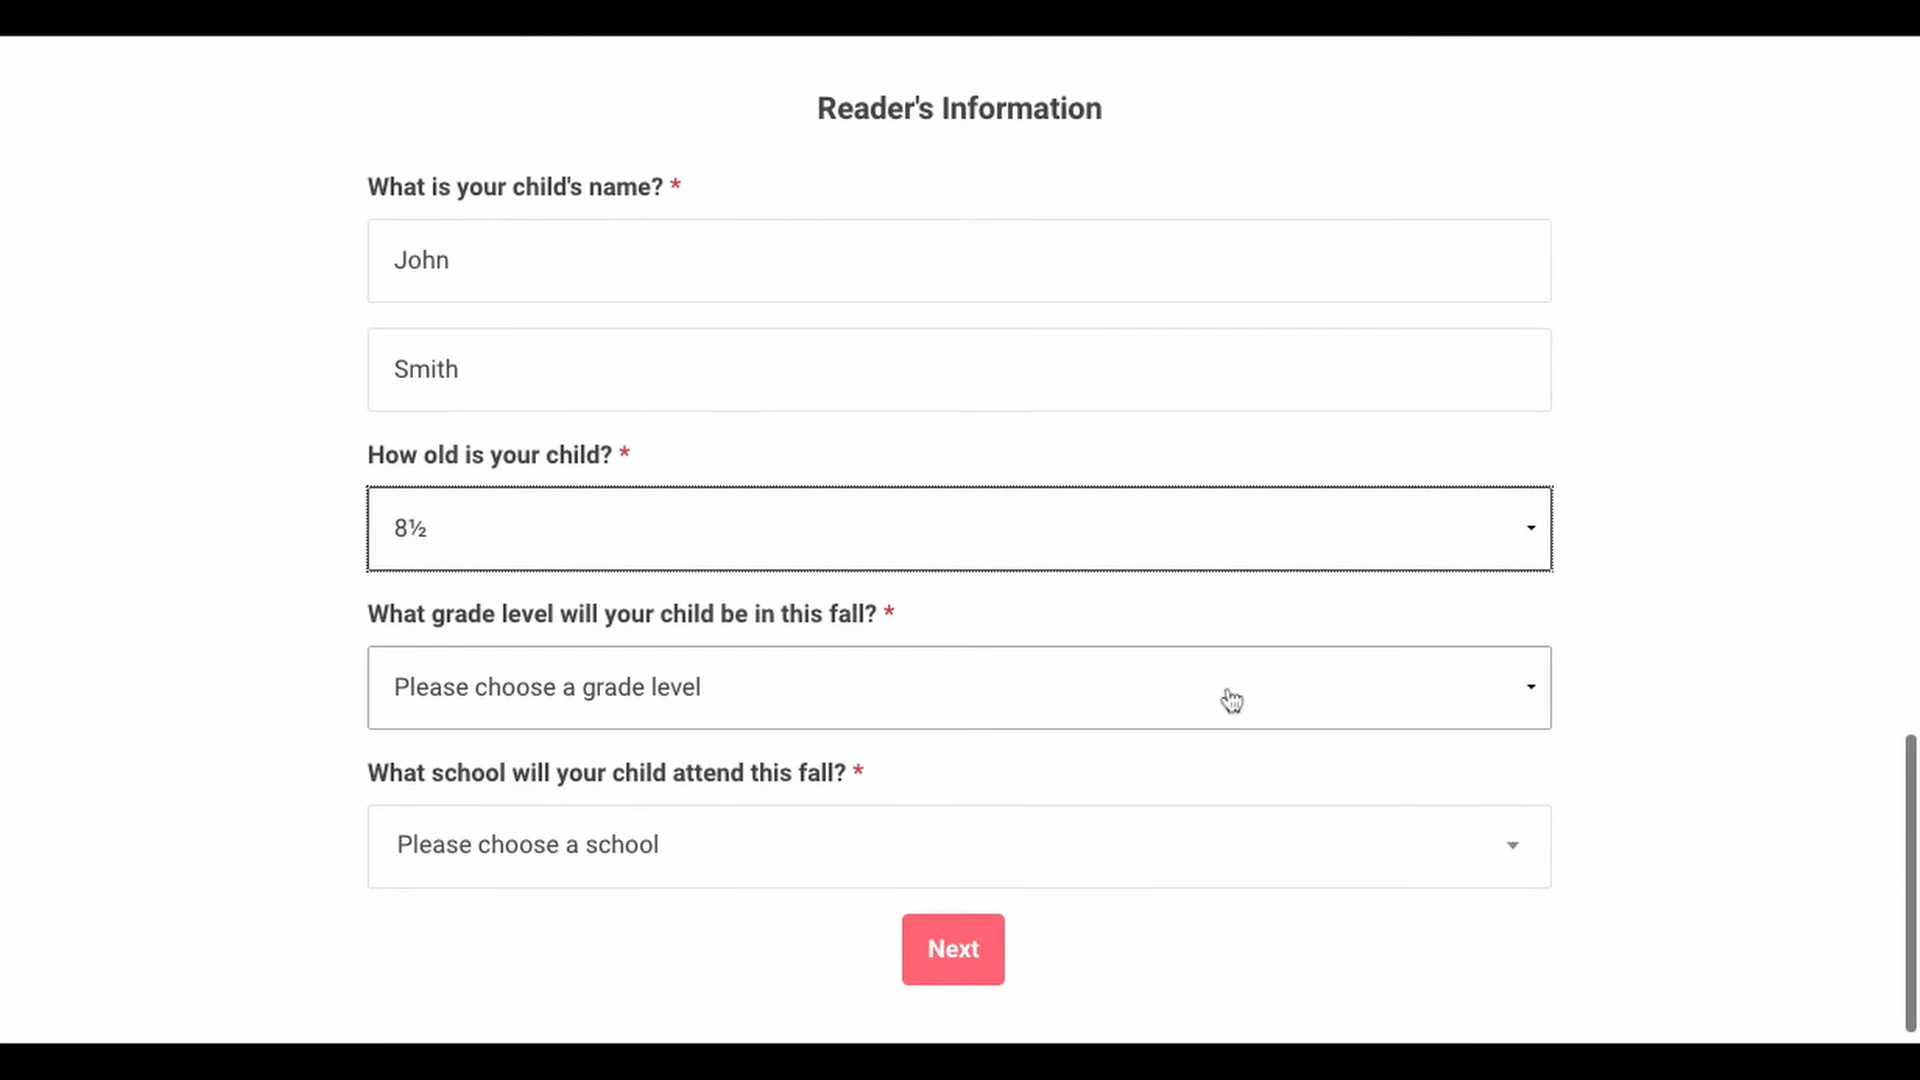 Reader's Information
What is your child's name? *
John
Smith
How old is your child? *
8½
What grade level will your child be in this fall? *
Please choose a grade level
What school will your child attend this fall? *
Please choose a school
Next